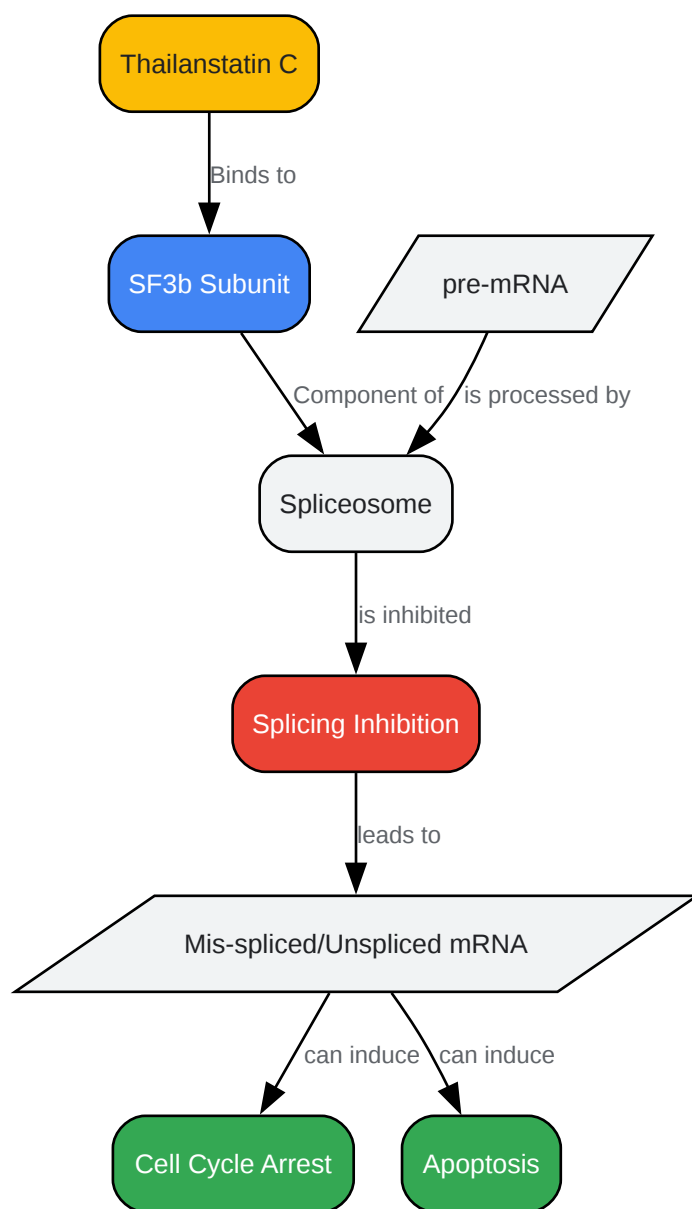 Thailanstatin C
Binds to
SF3b Subunit
pre-mRNA
Component of
is processed by
Spliceosome
is inhibited
Splicing Inhibition
leads to
Mis-spliced/Unspliced mRNA
can induce
can induce
Cell Cycle Arrest
Apoptosis